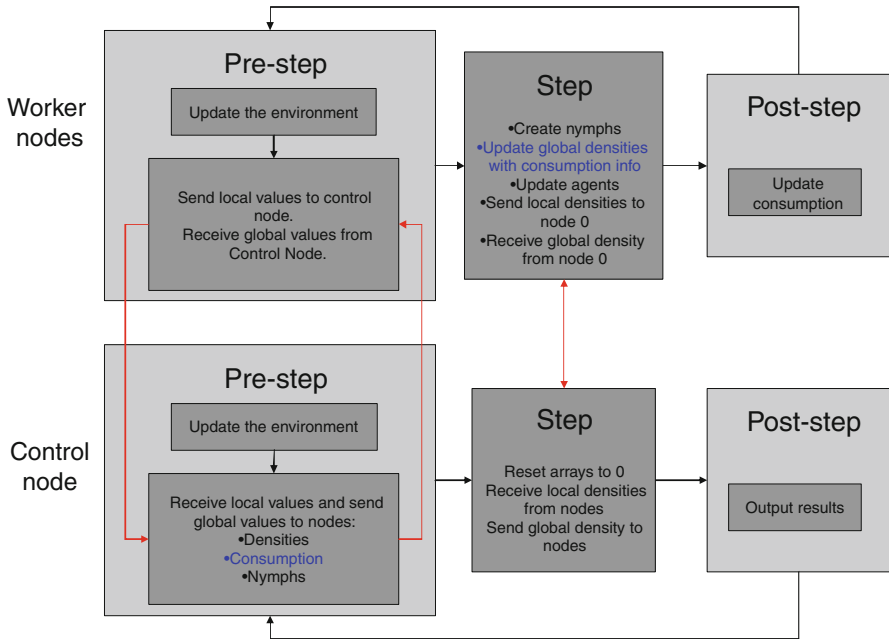 Worker
nodes
Pre-step
Update the environment
Send local values to control
node.
Receive global values from
Control Node.
Step
•Create nymphs
•Update global densities
with consumption info
•Update agents
•Send local densities to
node 0
•Receive global density
from node 0
Post-step
Update
consumption
Control
node
Pre-step
Update the environment
Receive local values and send
global values to nodes:
•Densities
•Consumption
•Nymphs
Step
Reset arrays to 0
Receive local densities
from nodes
Send global density to
nodes
Post-step
Output results